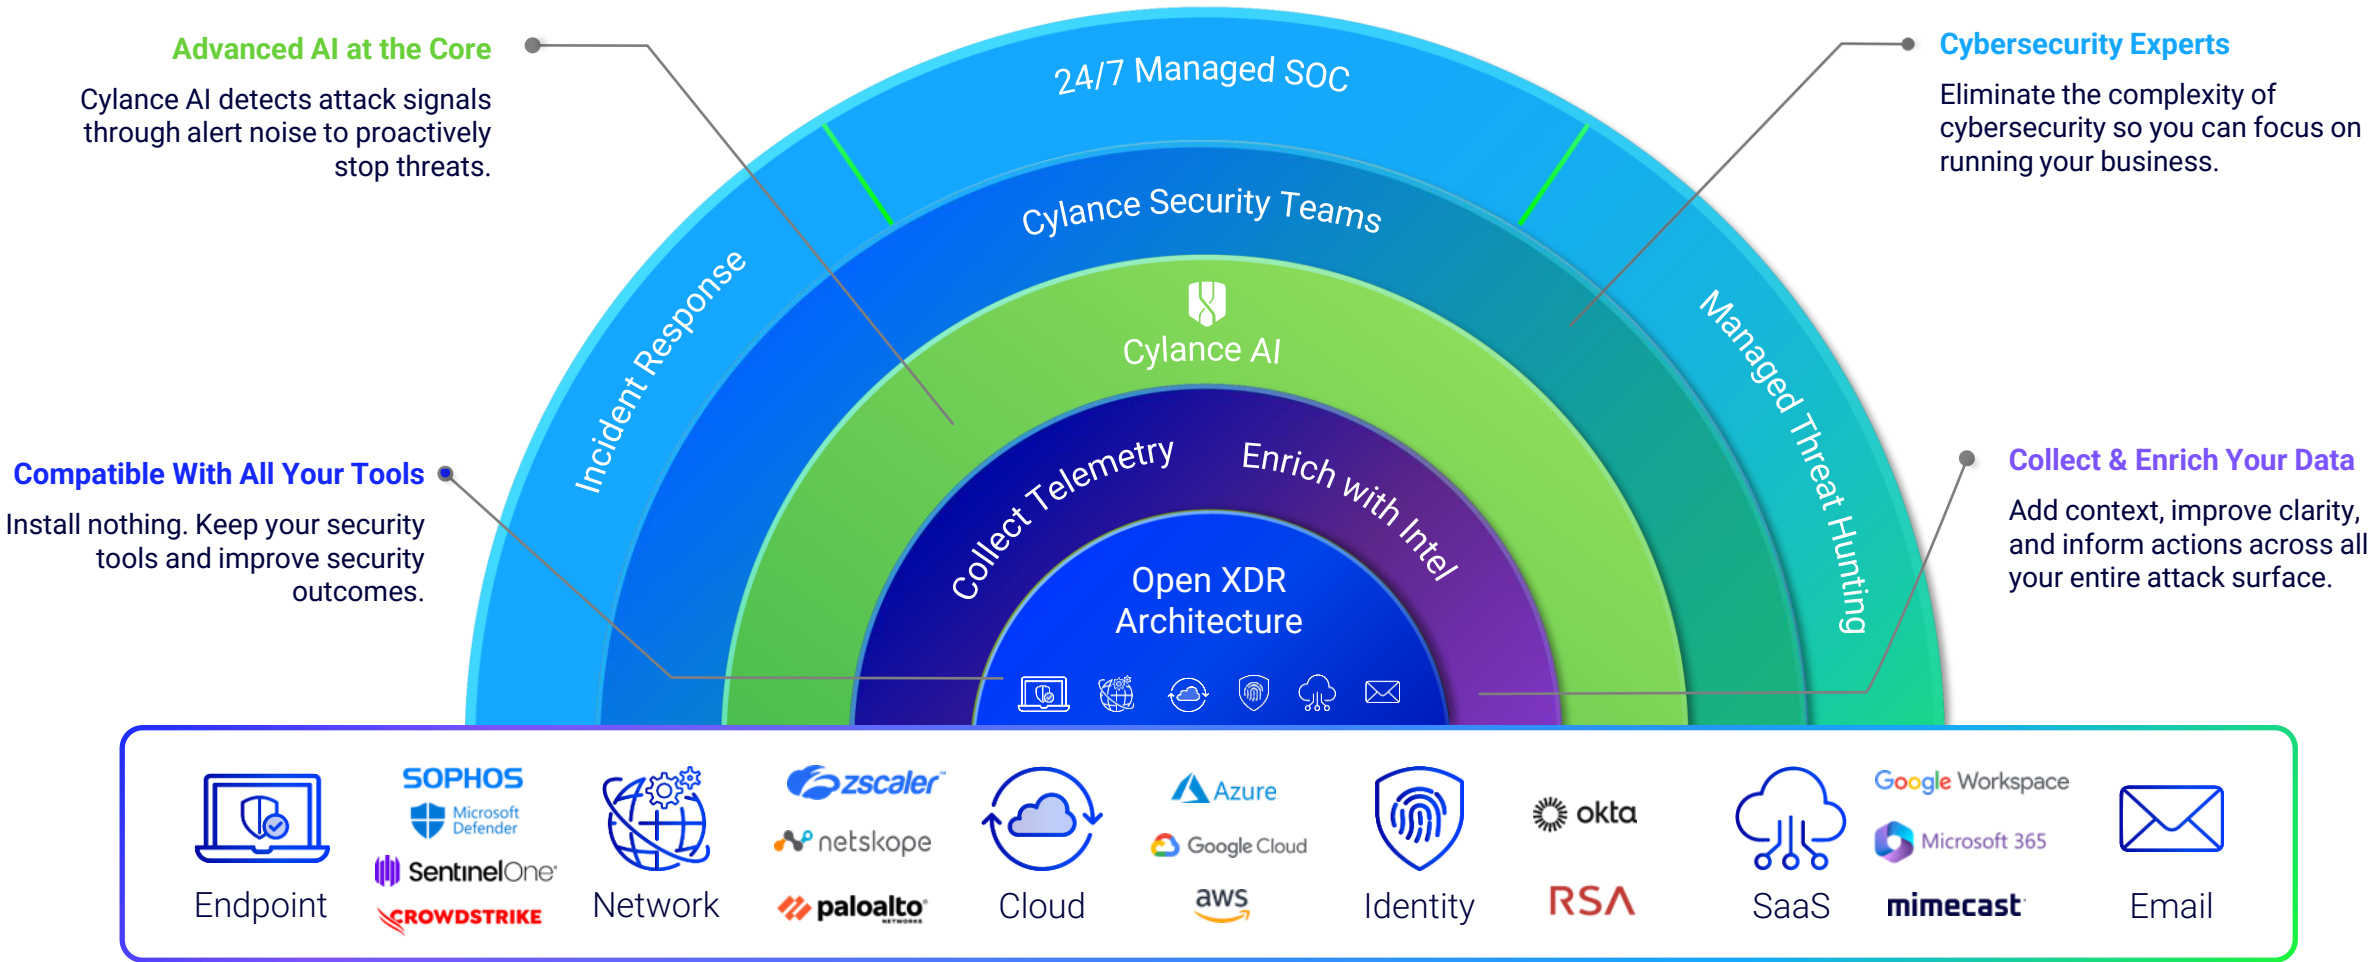 Advanced AI at the Core
Cylance AI detects attack signals
through alert noise to proactively
stop threats.
Cybersecurity Experts
Eliminate the complexity of
cybersecurity so you can focus on
running your business.
Compatible With All Your Tools
Install nothing. Keep your security
tools and improve security
outcomes.
Collect & Enrich Your Data
Add context, improve clarity,
and inform actions across all
your entire attack surface.
24/7 Managed SOC
Incident Response
Managed Threat Hunting
Cylance Security Teams
Cylance AI
Collect Telemetry
Enrich with Intel
Open XDR
Architecture
Endpoint
SOPHOS
Microsoft
Defender
SentinelOne
CROWDSTRIKE
Network
zscaler™
netskope
paloalto
NETWORKS
Cloud
Azure
Google Cloud
aws
Identity
okta
RSA
SaaS
Google Workspace
Microsoft 365
mimecast
Email